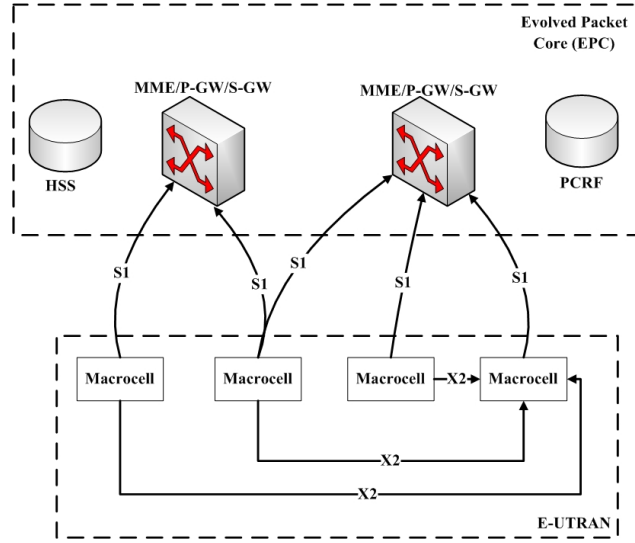 Evolved Packet
Core (EPC)
MME/P-GW/S-GW
MME/P-GW/S-GW
HSS
PCRF
S1
S1
S1
S1
S1
Macrocell
Macrocell
Macrocell
X2
Macrocell
X2
X2
E-UTRAN